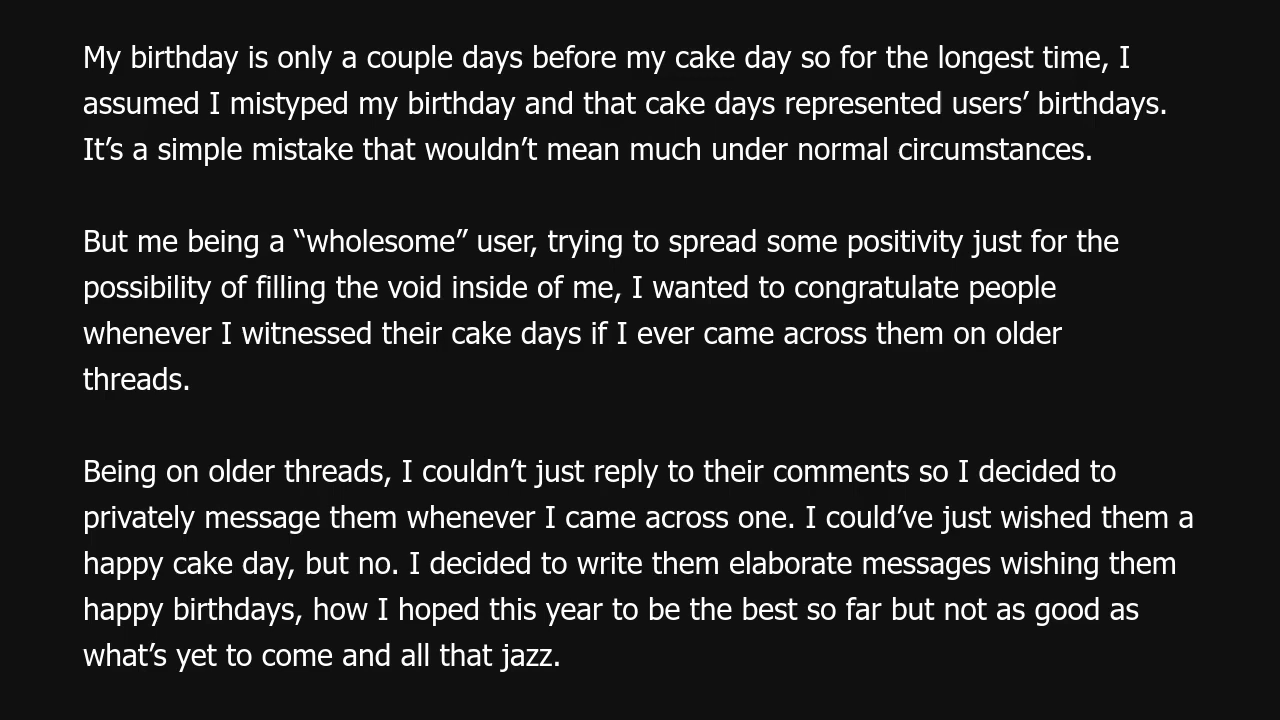 My birthday is only a couple days before my cake day so for the longest time, I
assumed I mistyped my birthday and that cake days represented users’ birthdays.
It’s a simple mistake that wouldn’t mean much under normal circumstances.
But me being a “wholesome” user, trying to spread some positivity just for the
possibility of filling the void inside of me, I wanted to congratulate people
whenever I witnessed their cake days if I ever came across them on older
threads.
Being on older threads, I couldn’t just reply to their comments so I decided to
privately message them whenever I came across one. I could’ve just wished them a
happy cake day, but no. I decided to write them elaborate messages wishing them
happy birthdays, how I hoped this year to be the best so far but not as good as
what’s yet to come and all that jazz.